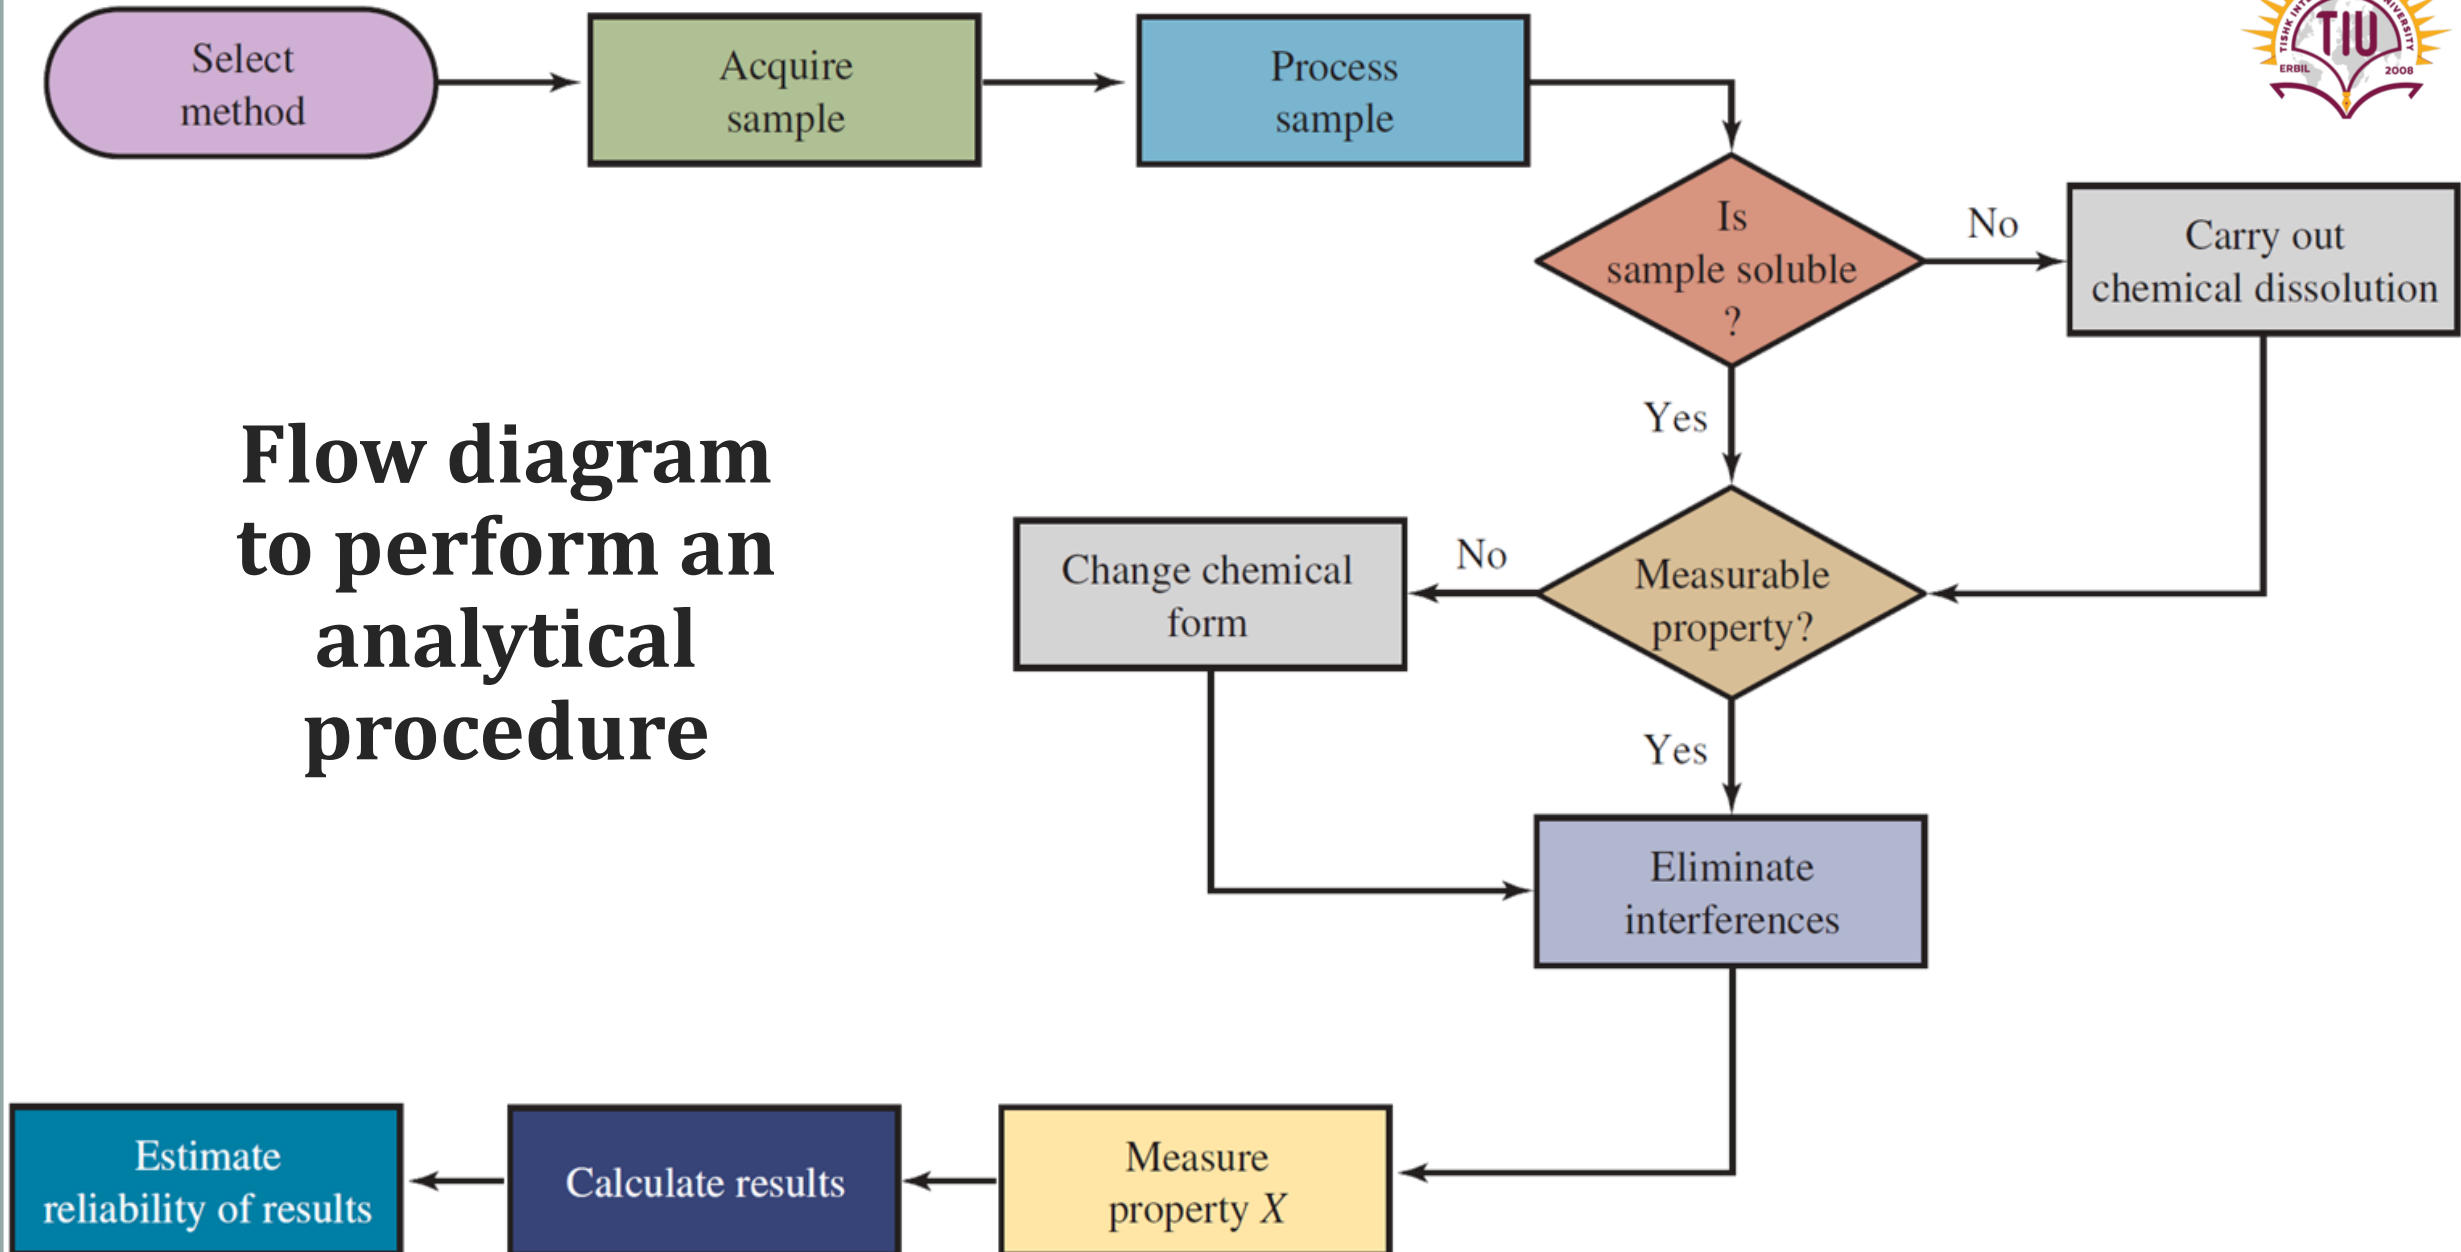 Select
method
Acquire
sample
Process
sample
TIU
ERBIL
2008
Is
sample soluble
?
No
Carry out
chemical dissolution
Yes
Flow diagram
to perform an
analytical
procedure
Change chemical
form
No
Measurable
property?
Yes
Eliminate
interferences
Estimate
reliability of results
Calculate results
Measure
property X